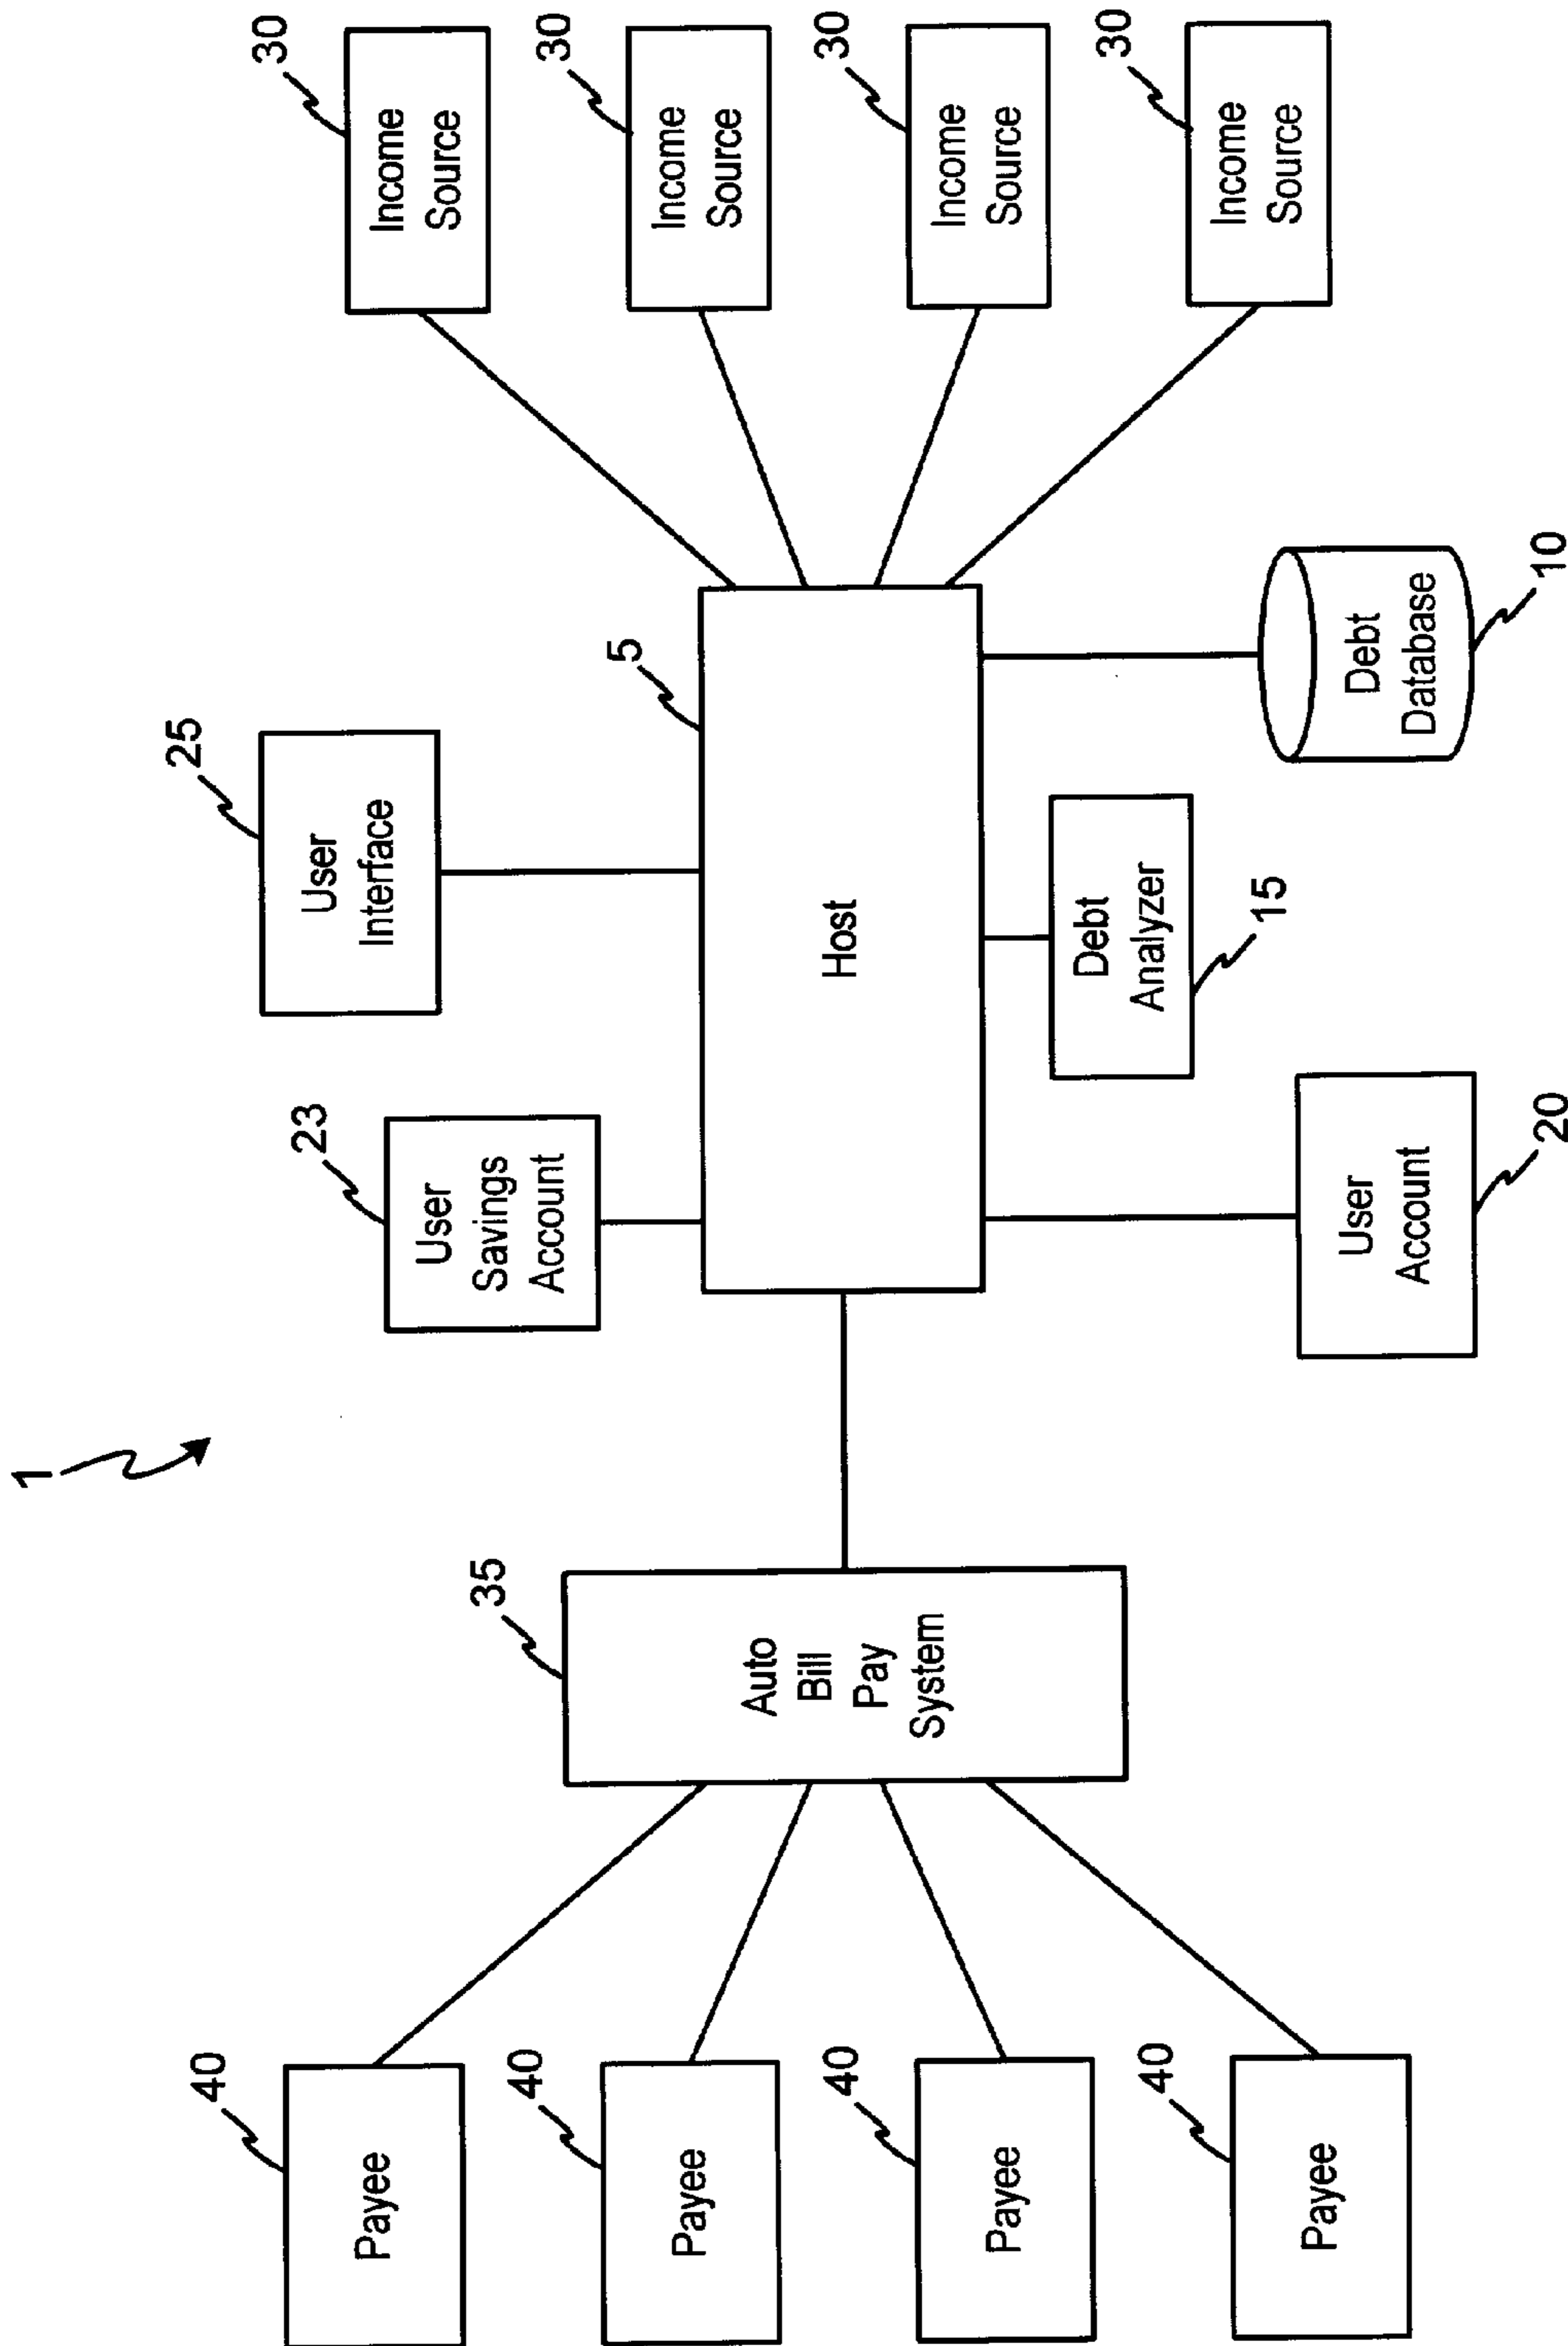 1
40
Payee
40
Payee
40
Payee
40
Payee
35
Auto
Bill
Pay
System
23
User
Savings
Account
25
User
Interface
5
Host
User
Account
20
Debt
Analyzer
15
Debt
Database
10
30
Income
Source
30
Income
Source
30
Income
Source
30
Income
Source